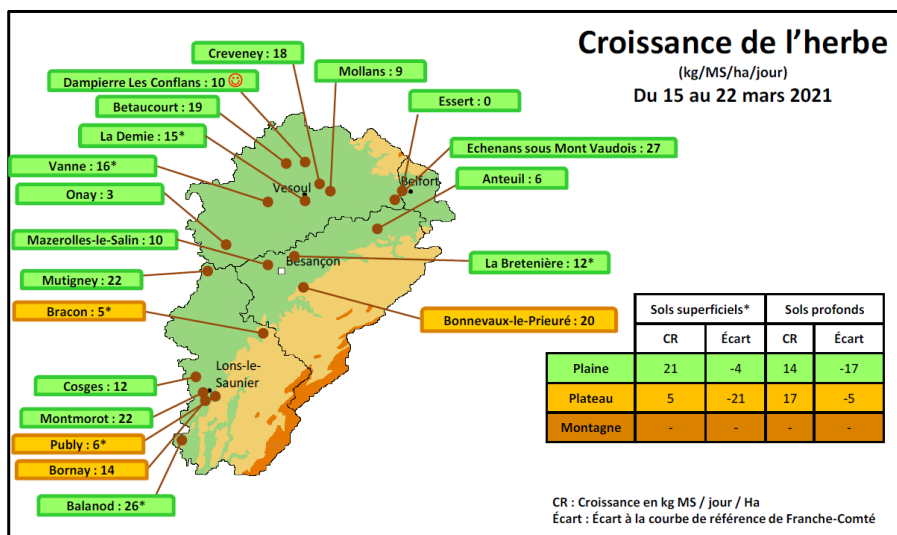 Croissance de l'herbe
(kg/MS/ha/jour)
Du 15 au 22 mars 2021
Creveney : 18
Mollans : 9
Dampierre Les Conflans : 10
Essert : 0
Betaucourt : 19
La Demie : 15*
Echenans sous Mont Vaudois : 27
Vanne : 16*
Anteuil : 6
Onay : 3
Vesoul
Belfort
Mazerolles-le-Salin : 10
Besançon
La Bretenière : 12*
Mutigney : 22
Bracon : 5*
Bonnevaux-le-Prieuré : 20
Cosges : 12
Lons-le-
Saunier
Montmorot : 22
Publy : 6*
Bornay : 14
Balanod : 26*
Sols superficiels* Sols profonds
CR Écart CR Écart
Plaine 21 -4 14 -17
Plateau 5 -21 17 -5
Montagne - - - -
CR : Croissance en kg MS / jour / Ha
Écart : Écart à la courbe de référence de Franche-Comté